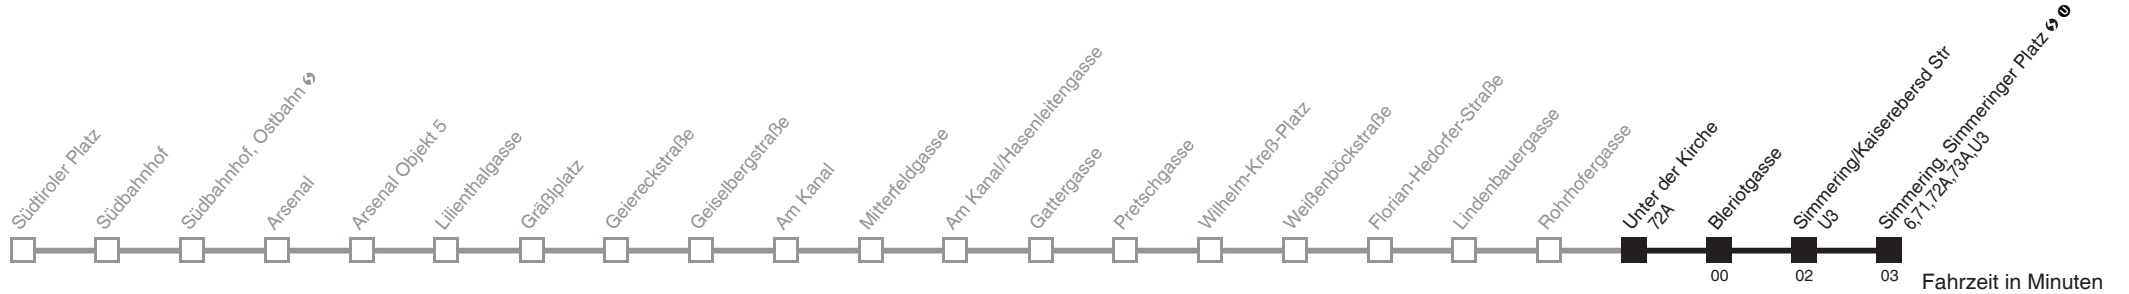 Südtiroler Platz
Südbahnhof
Südbahnhof, Ostbahn
Arsenal
Arsenal Objekt 5
Lilienthalgasse
Gräßlplatz
Geiereckstraße
Geiselbergstraße
Am Kanal
Mitterfeldgasse
Am Kanal/Hasenleitengasse
Gattergasse
Pretschgasse
Wilhelm-Kreß-Platz
Weißenböckstraße
Florian-Hedorfer-Straße
Lindenbauergasse
Rohrhofergasse
Unter der Kirche
72A
Bleriotgasse
Simmering/Kaiserebersd Str
U3
Simmering, Simmeringer Platz S U
6,71,72A,73A,U3
00 02 03 Fahrzeit in Minuten